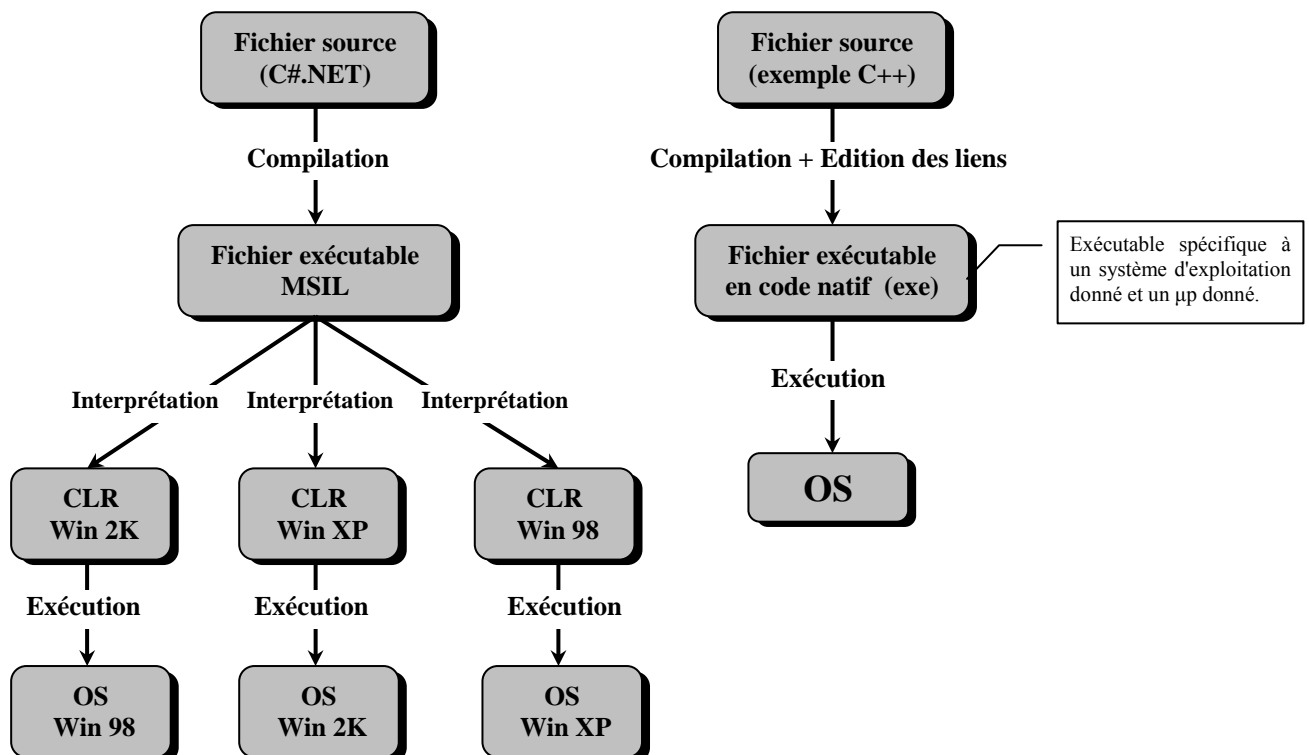 Fichier source
(C#.NET)
Fichier source
(exemple C++)
Compilation
Compilation + Edition des liens
Fichier exécutable
MSIL
Fichier exécutable
en code natif (exe)
Exécutable spécifique à
un système d'exploitation
donné et un µp donné.
Interprétation
Interprétation
Interprétation
Exécution
CLR
Win 2K
CLR
Win XP
CLR
Win 98
OS
Exécution
Exécution
Exécution
OS
Win 98
OS
Win 2K
OS
Win XP